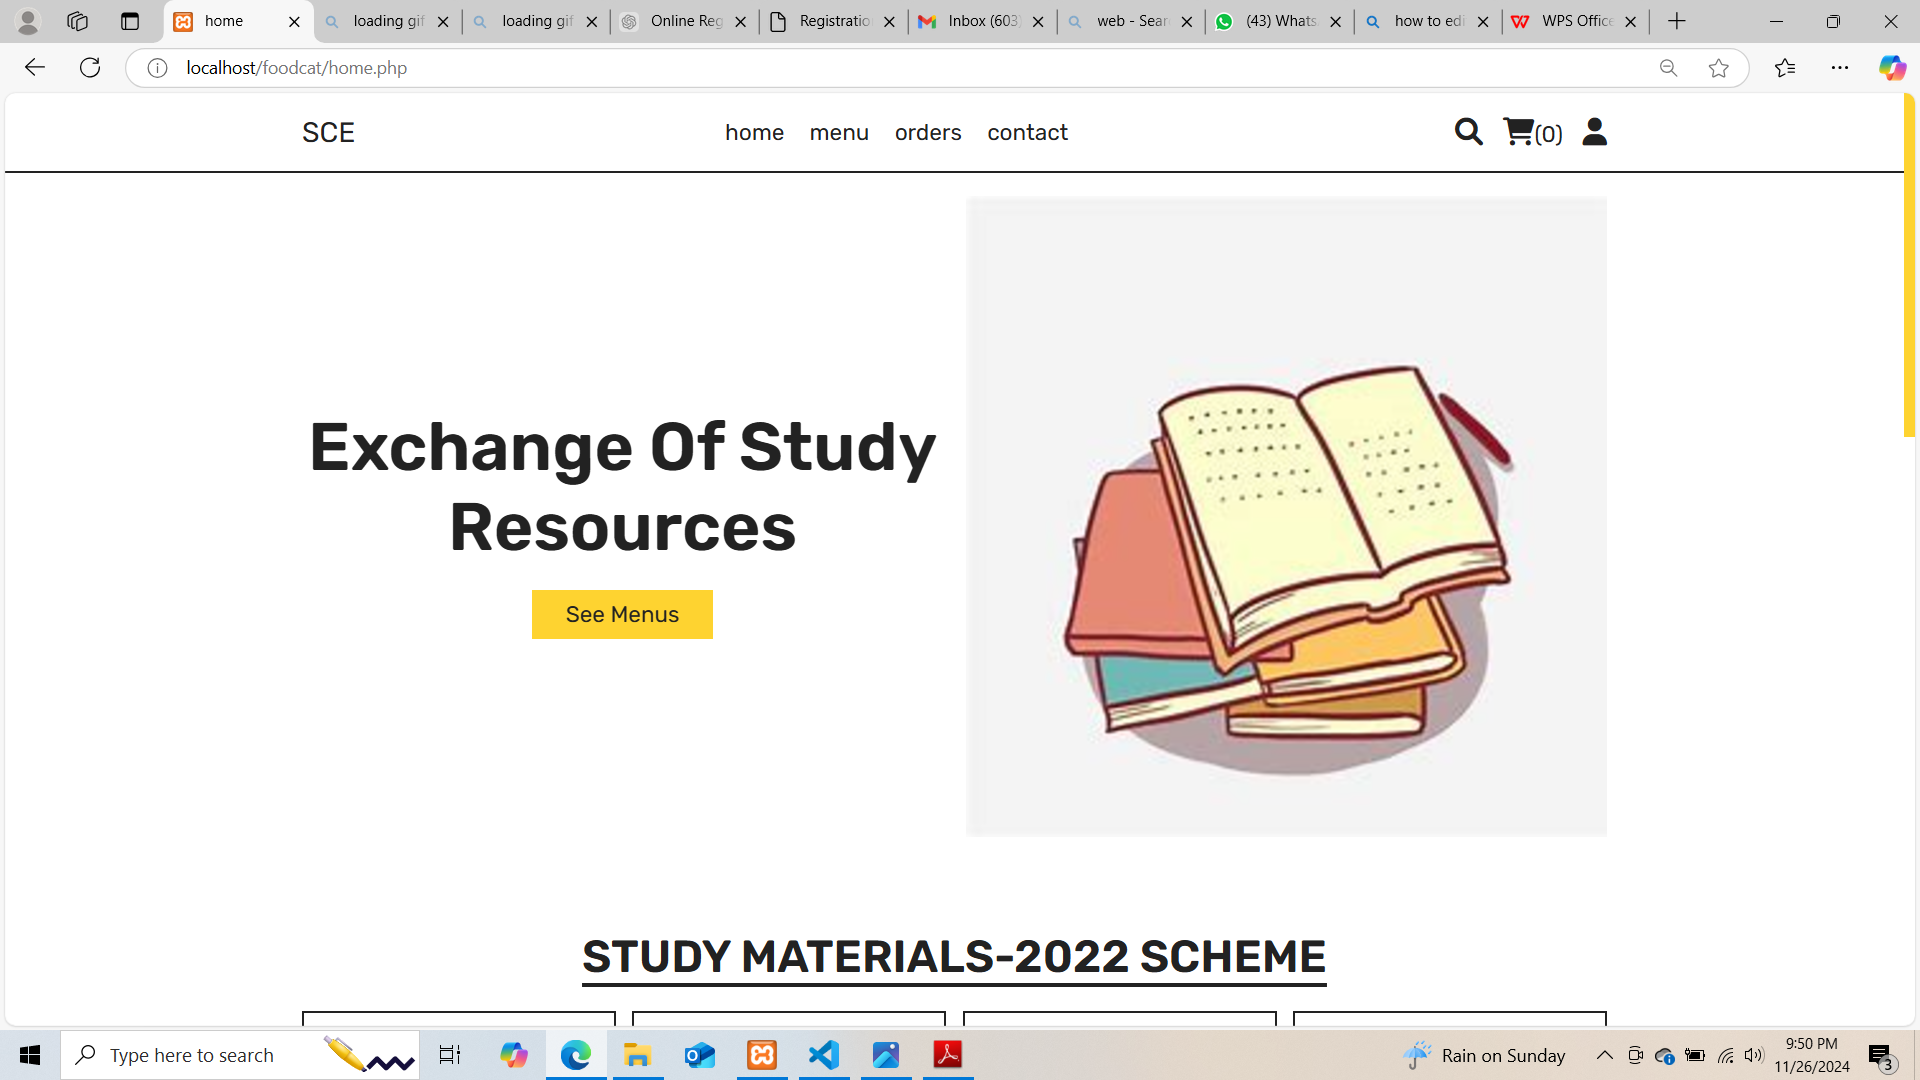 home
loading gif
loading gif
Online Reg
Registratio
Inbox (603)
web - Sear
(43) Whats
how to edi
WPS Office
localhost/foodcat/home.php
SCE
home menu orders contact
(0)
Exchange Of Study
Resources
See Menus
STUDY MATERIALS-2022 SCHEME
Type here to search
Rain on Sunday
9:50 PM
11/26/2024
3